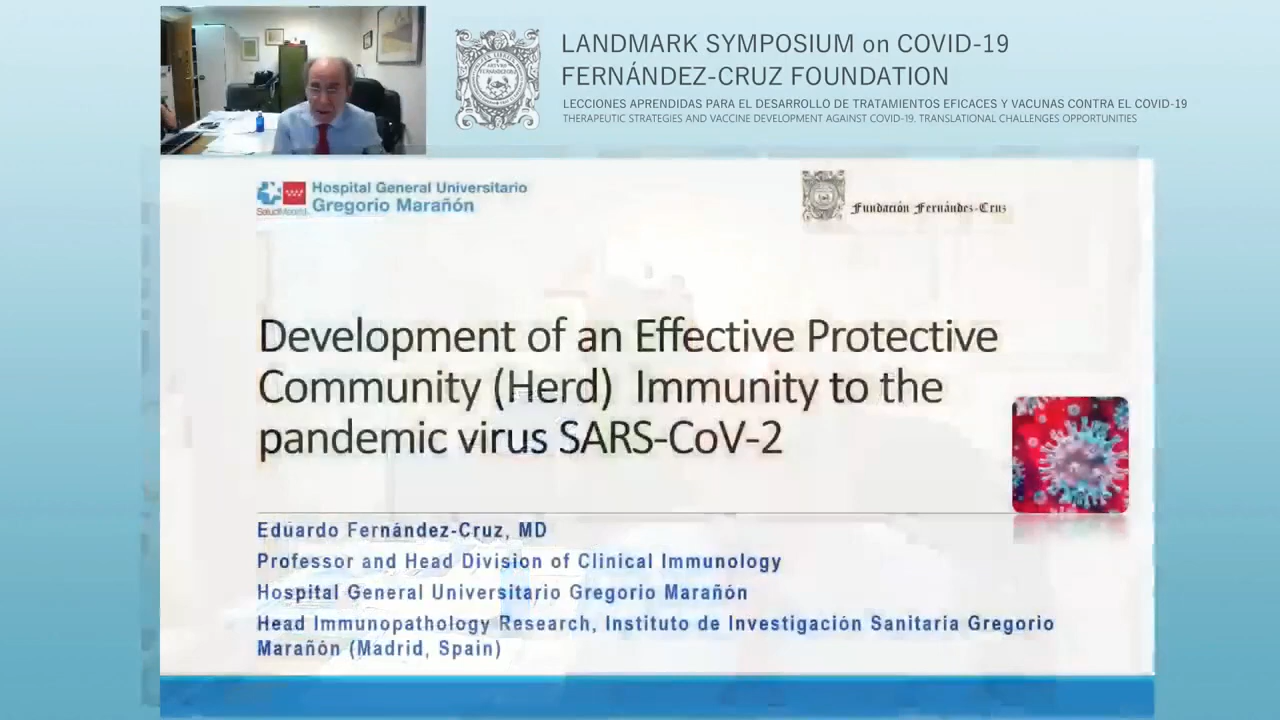 LANDMARK SYMPOSIUM on COVID-19
FERNÁNDEZ-CRUZ FOUNDATION
LECCIONES APRENDIDAS PARA EL DESARROLLO DE TRATAMIENTOS EFICACES Y VACUNAS CONTRA EL COVID-19
THERAPEUTIC STRATEGIES AND VACCINE DEVELOPMENT AGAINST COVID-19. TRANSLATIONAL CHALLENGES OPPORTUNITIES
Hospital General Universitario
Gregorio Marañón
Fundación Fernández-Cruz
Development of an Effective Protective
Community (Herd) Immunity to the
pandemic virus SARS-CoV-2
Eduardo Fernández-Cruz, MD
Professor and Head Division of Clinical Immunology
Hospital General Universitario Gregorio Marañón
Head Immunopathology Research, Instituto de Investigación Sanitaria Gregorio
Marañón (Madrid, Spain)